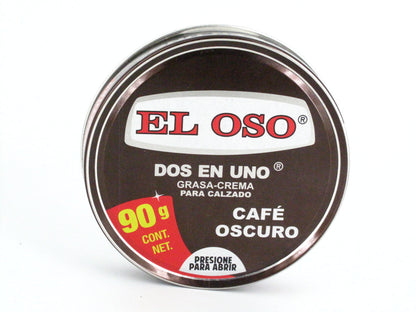 EL OSO®
DOS EN UNO®
GRASA-CREMA
PARA CALZADO
90g
CONT.
NET.
CAFÉ
OSCURO
PRESIONE
PARA ABRIR